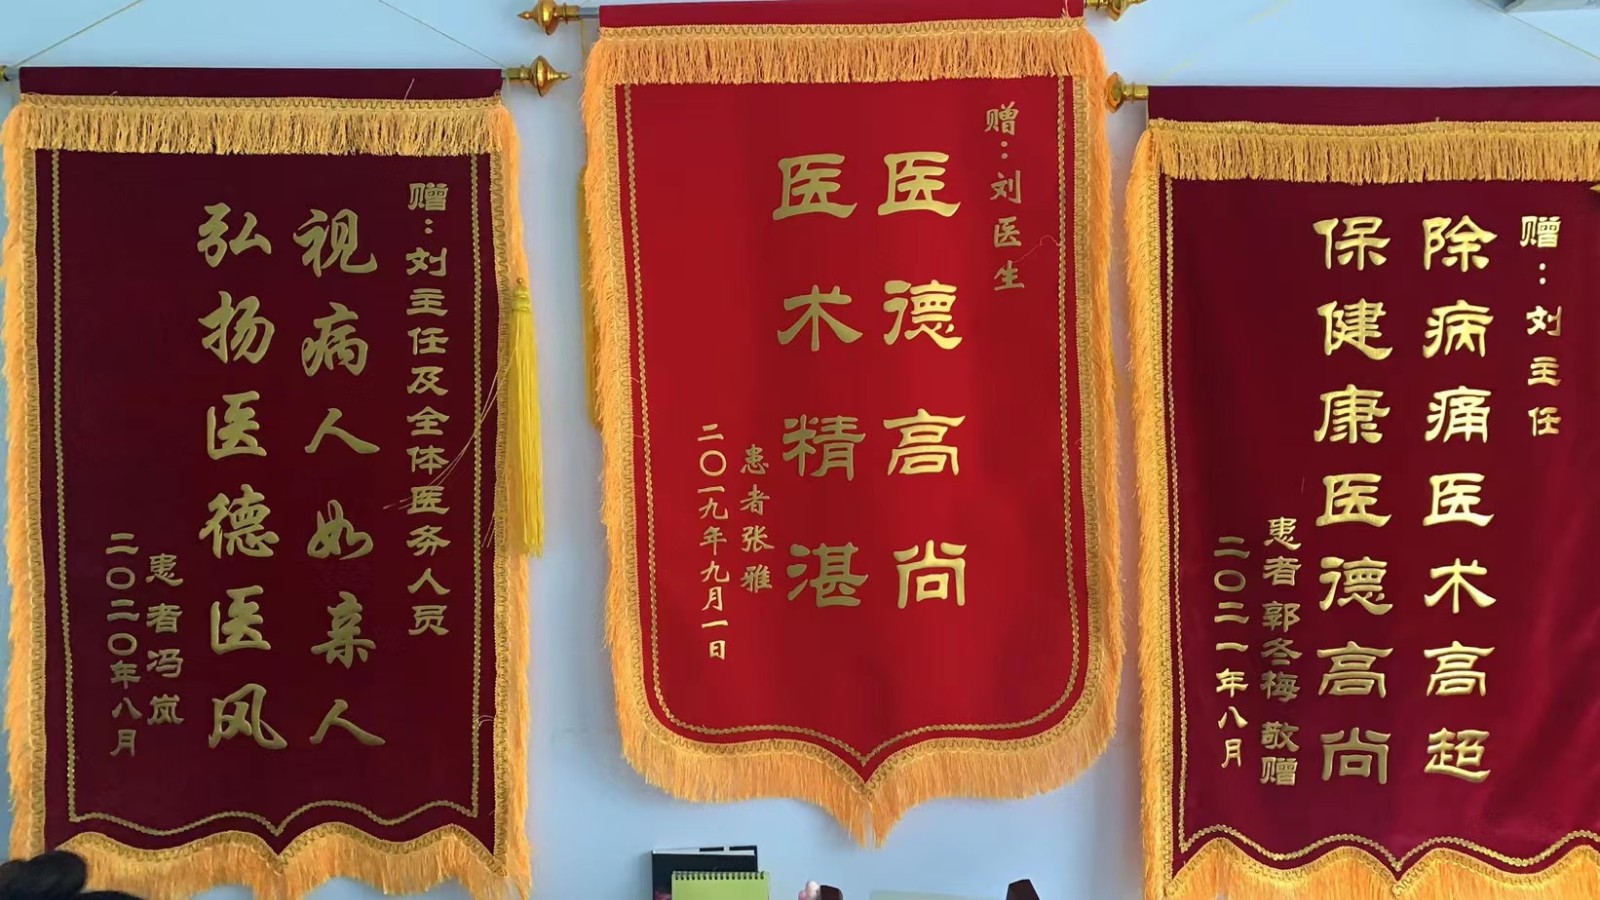 赠：刘主任及全体医务人员
视病人如亲人
弘扬医德医风
患者冯岚
二〇二〇年八月
赠：刘医生
医德高尚
医术精湛
患者张雅
二〇一九年九月一日
赠：刘主任
除病病痛医术高超
保健健康医德高尚
患者郭冬梅 敬赠
二〇二一年八月